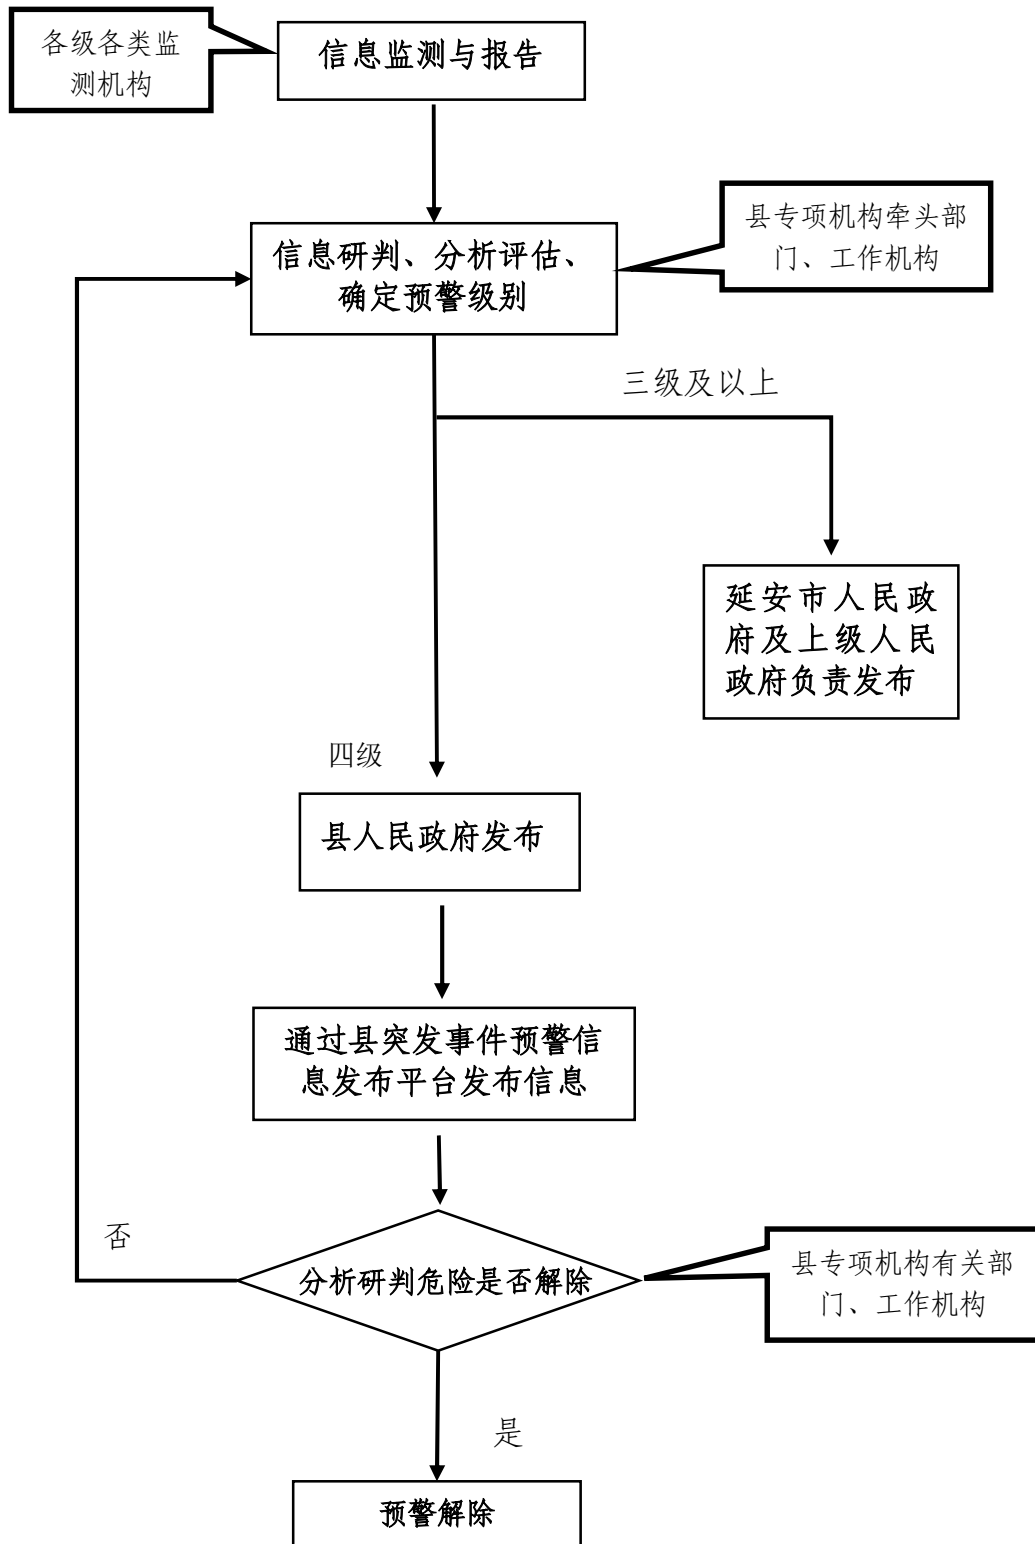 各级各类监
测机构
信息监测与报告
县专项机构牵头部
门、工作机构
信息研判、分析评估、
确定预警级别
三级及以上
延安市人民政
府及上级人民
政府负责发布
四级
县人民政府发布
通过县突发事件预警信
息发布平台发布信息
否
分析研判危险是否解除
县专项机构有关部
门、工作机构
是
预警解除